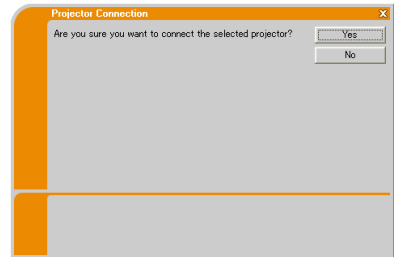 Projector Connection
X
Are you sure you want to connect the selected projector?
Yes
No